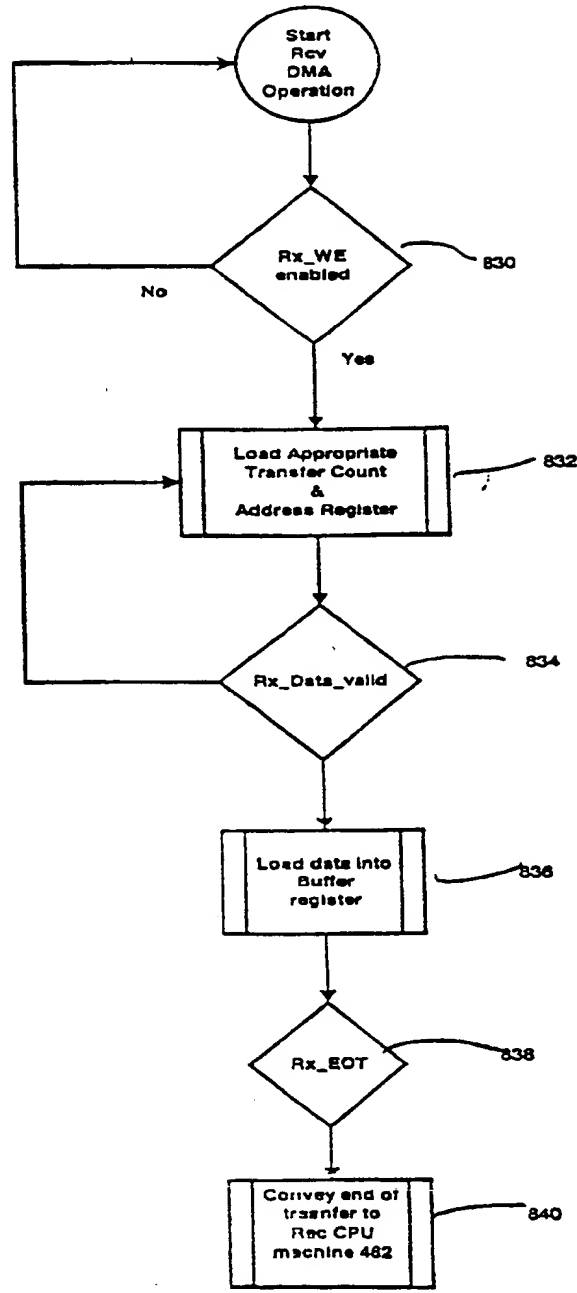 Start
Rcv
DMA
Operation
Rx_WE
enabled
830
No
Yes
Load Appropriate
Transfer Count
&
Address Register
832
Rx_Data_valid
834
Load data into
Buffer
register
836
Rx_EOT
838
Convey end of
trasnfer to
Rec CPU
machine 462
840